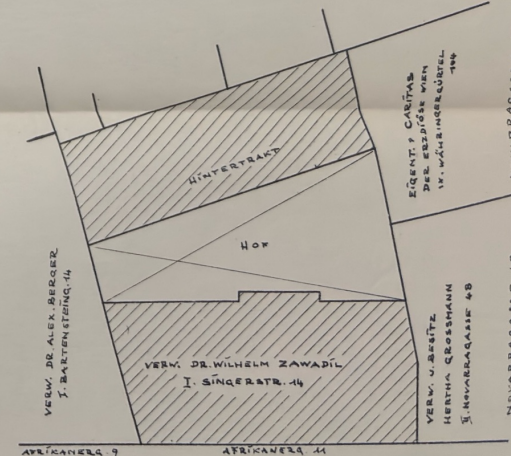 HINTERTRAKT
HOF
VERW. DR. ALEX. BERGER
I. BARTENSTEING. 14
VERW. DR. WILHELM ZAWADIL
I. SINGERSTR. 14
EIGENT. : CARITAS
DER ERZDIÖSE WIEN
IX. WÄHRINGERGÜRTEL
104
VERW. U. BESITZ
HERTHA GROSSMANN
II. NOVARRAGASSE 48
AFRIKANERG. 9
AFRIKANERG. 11